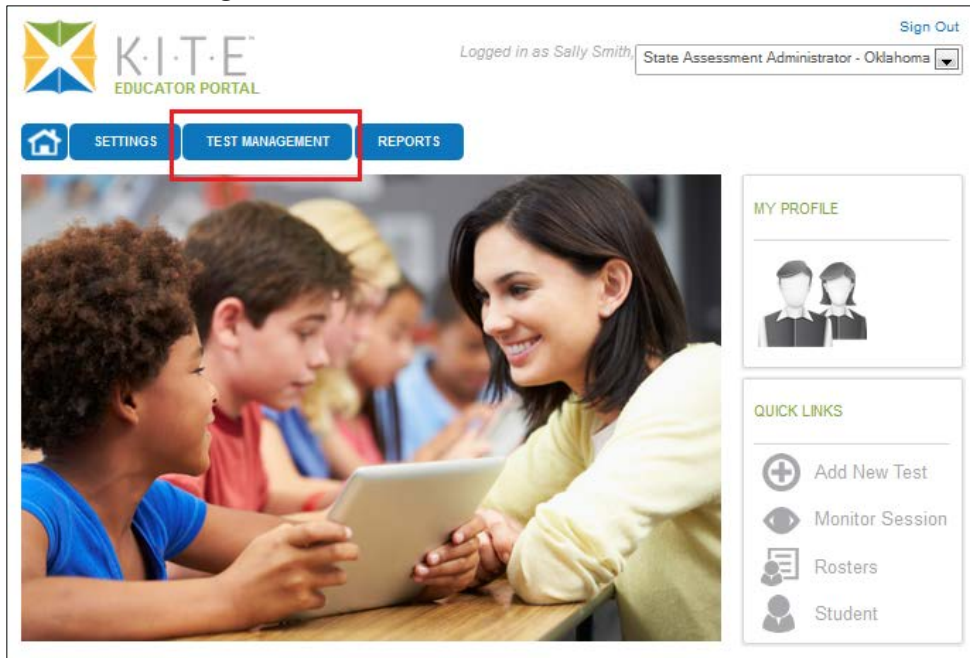 Sign Out
K·I·T·E™
EDUCATOR PORTAL
Logged in as Sally Smith,
State Assessment Administrator - Oklahoma
SETTINGS
TEST MANAGEMENT
REPORTS
MY PROFILE
QUICK LINKS
Add New Test
Monitor Session
Rosters
Student